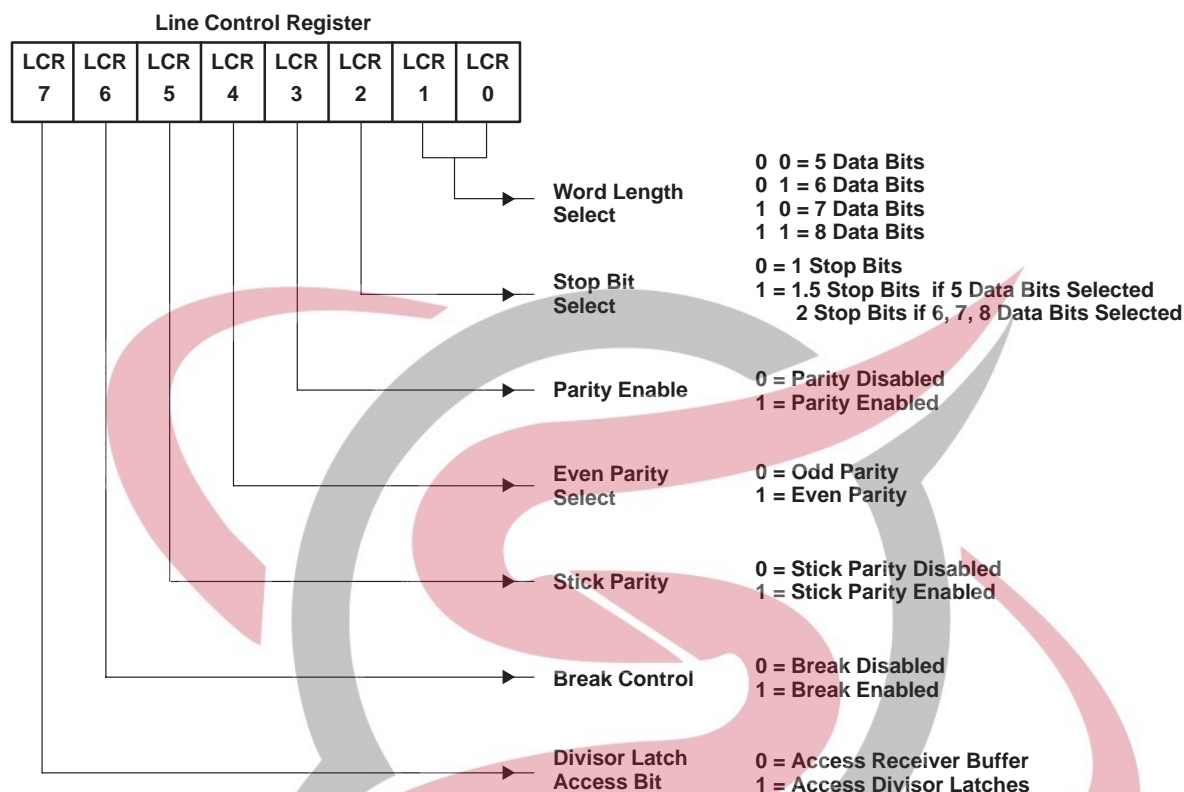 Line Control Register
LCR LCR LCR LCR LCR LCR LCR LCR
7 6 5 4 3 2 1 0
Word Length
Select
0 0 = 5 Data Bits
0 1 = 6 Data Bits
1 0 = 7 Data Bits
1 1 = 8 Data Bits
Stop Bit
Select
0 = 1 Stop Bits
1 = 1.5 Stop Bits if 5 Data Bits Selected
2 Stop Bits if 6, 7, 8 Data Bits Selected
Parity Enable
0 = Parity Disabled
1 = Parity Enabled
Even Parity
Select
0 = Odd Parity
1 = Even Parity
Stick Parity
0 = Stick Parity Disabled
1 = Stick Parity Enabled
Break Control
0 = Break Disabled
1 = Break Enabled
Divisor Latch
Access Bit
0 = Access Receiver Buffer
1 = Access Divisor Latches